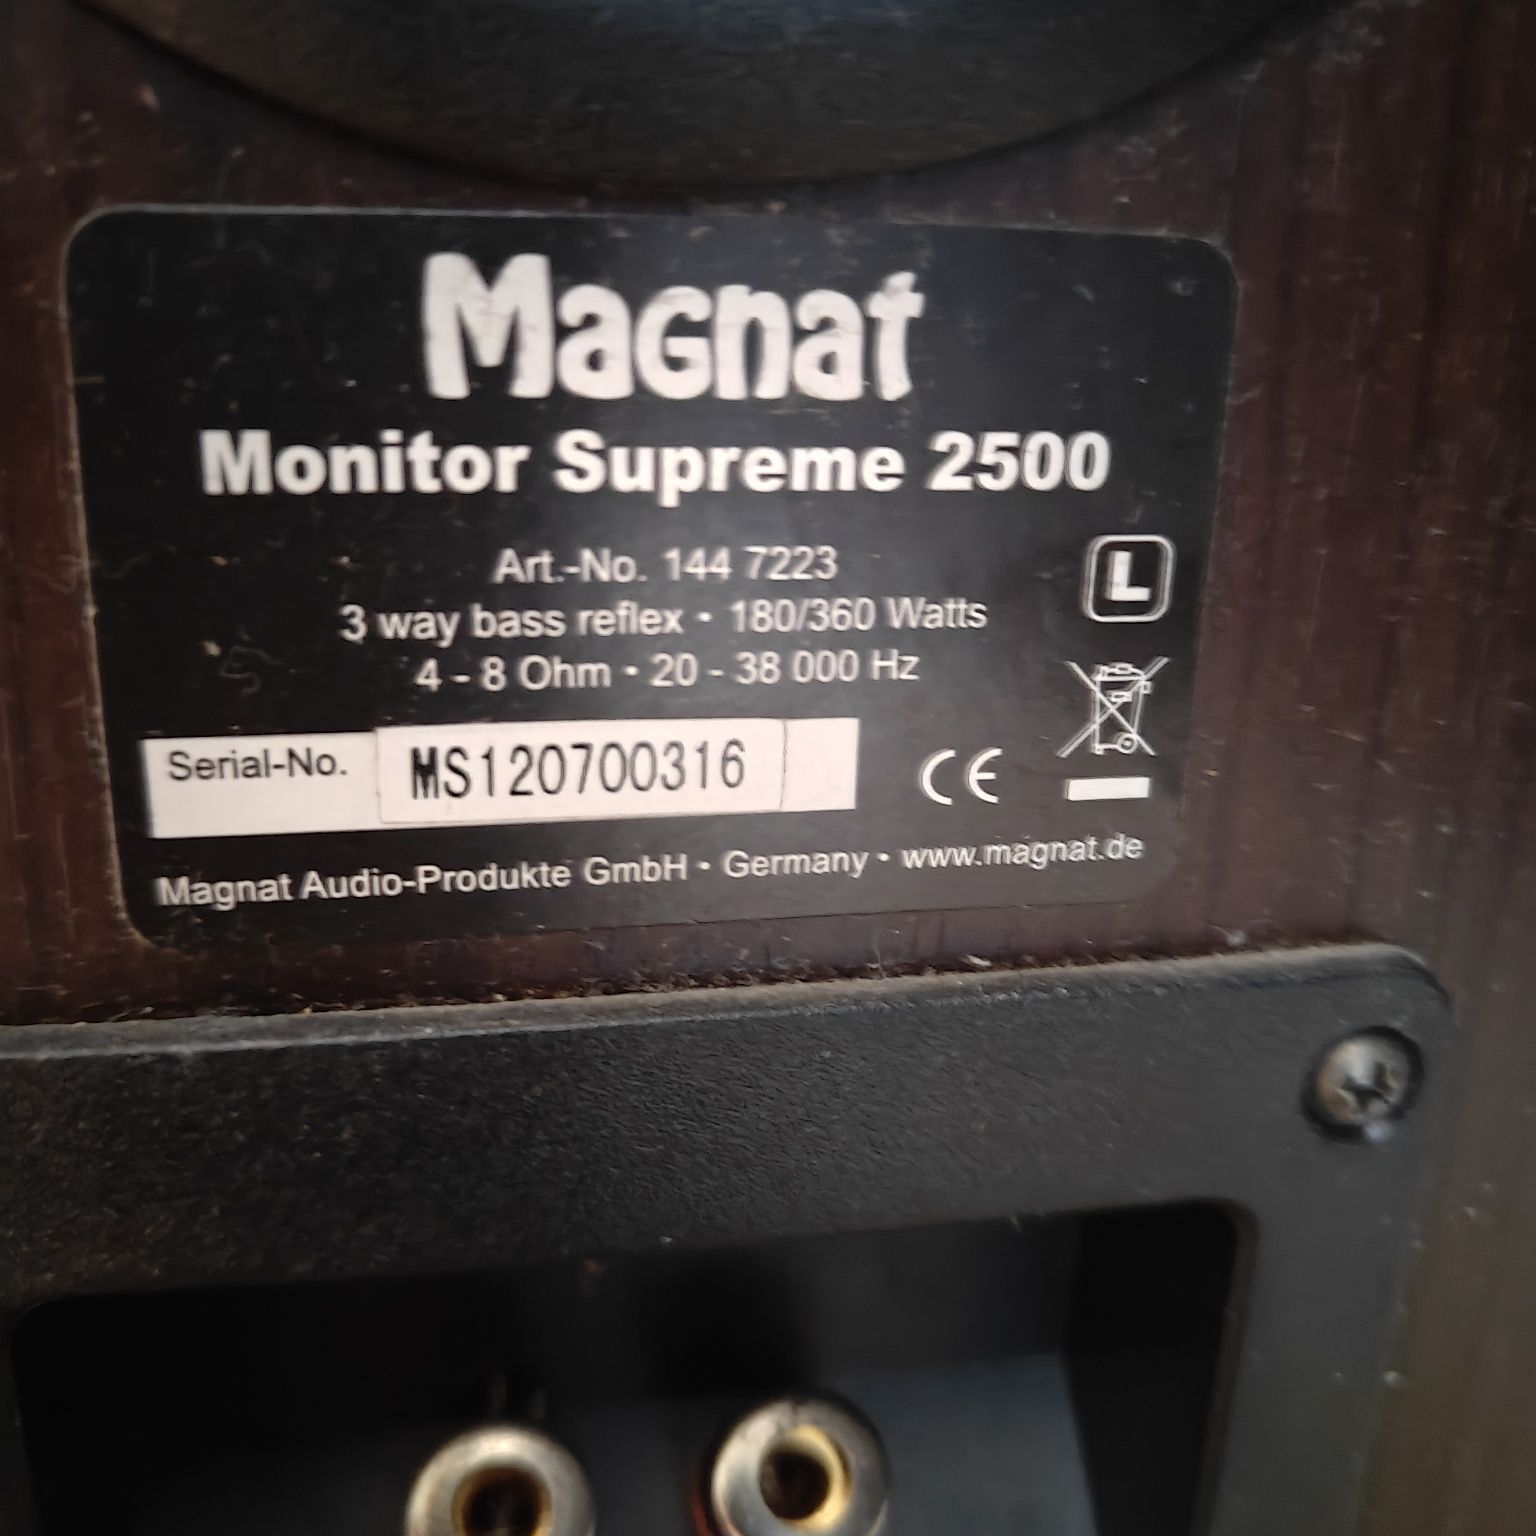 Magnat
Monitor Supreme 2500
Art.-No. 144 7223
3 way bass reflex • 180/360 Watts
4 - 8 Ohm • 20 - 38 000 Hz
L
Serial-No. MS120700316
CE
Magnat Audio-Produkte GmbH • Germany • www.magnat.de